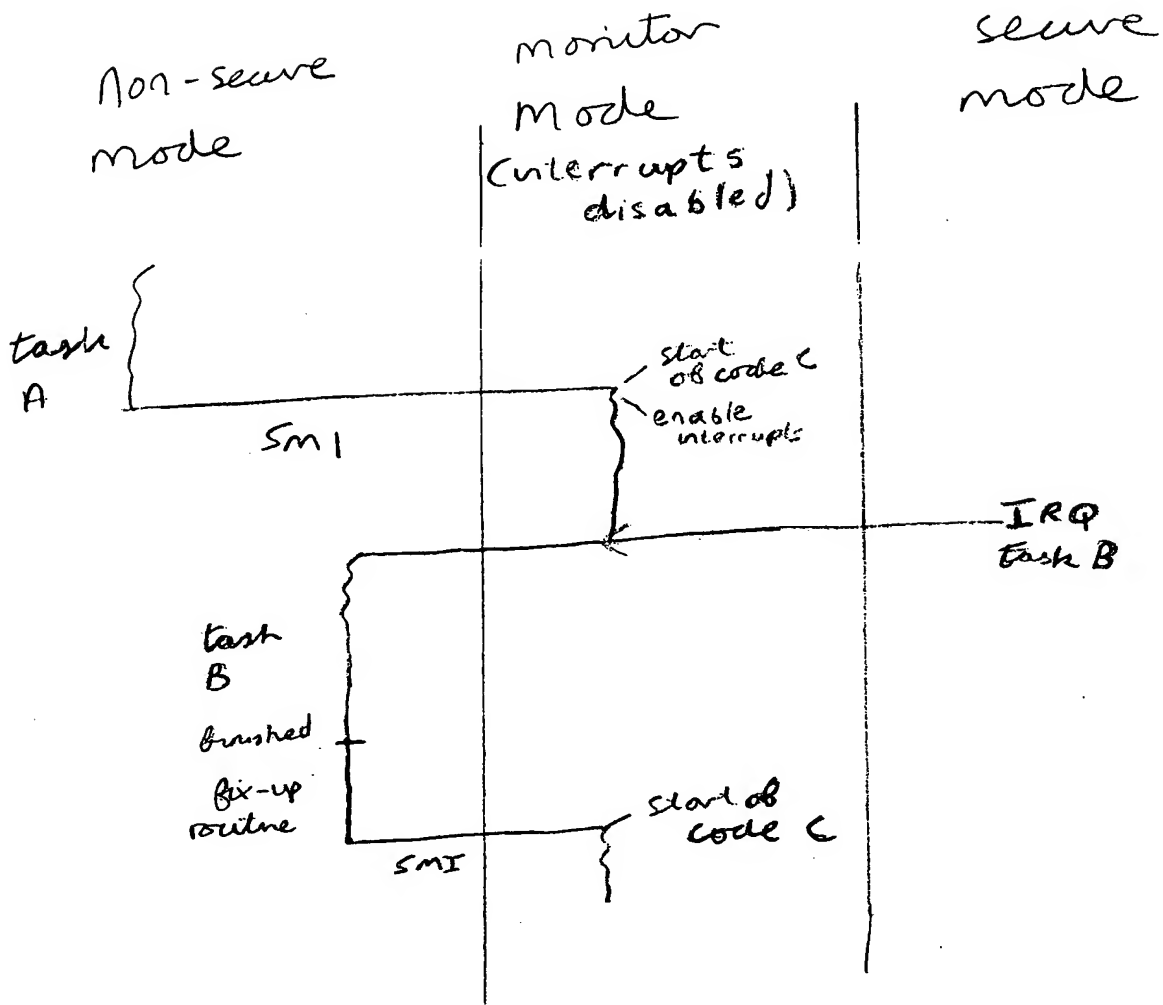 non-secure
mode
monitor
mode
(interrupts
disabled)
secure
mode
task
A
SMI
start
of code C
enable
interrupts
IRQ
task B
task
B
finished
fix-up
routine
SMI
start of
code C